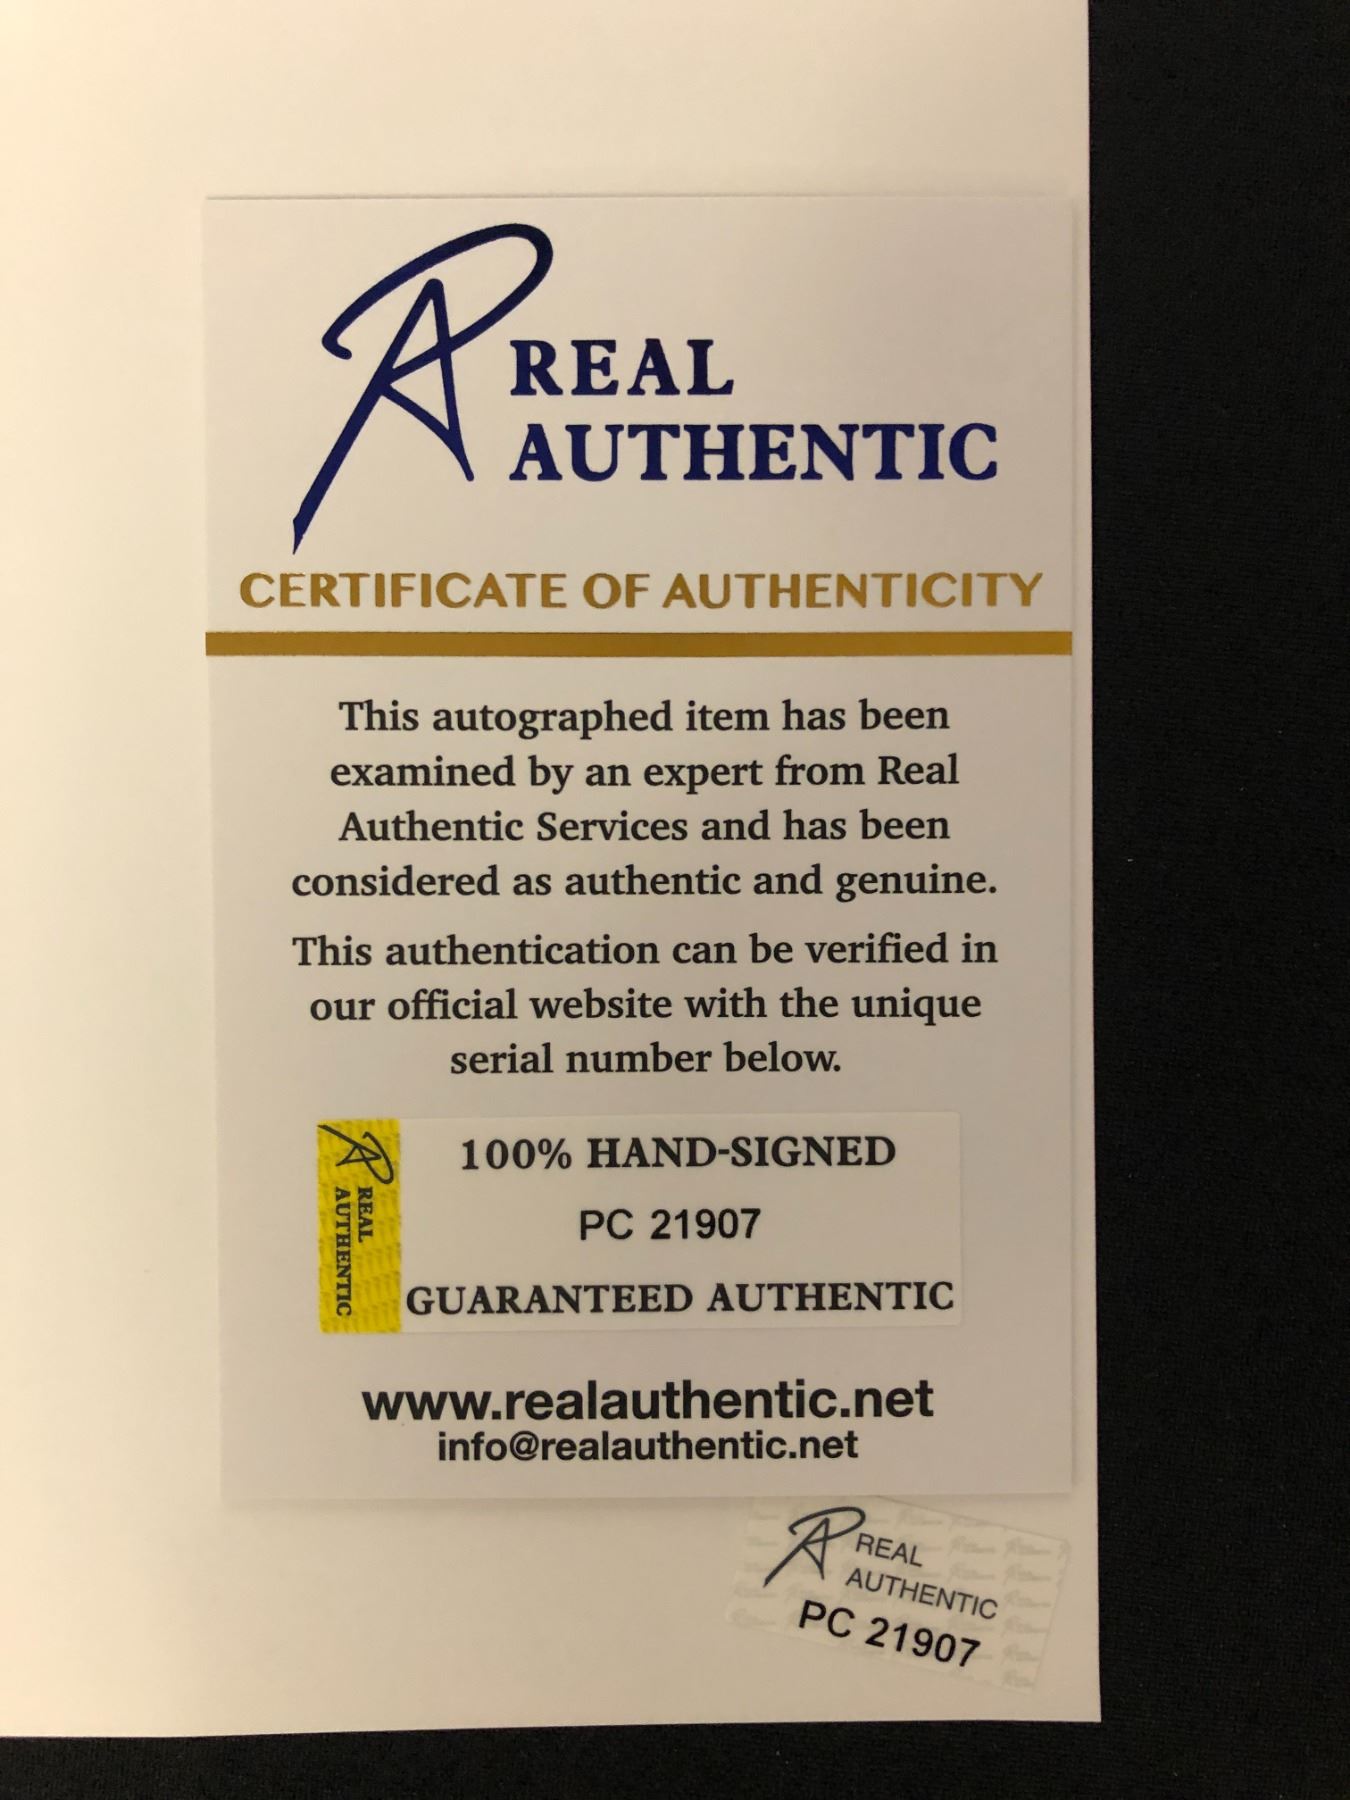 REAL
AUTHENTIC
CERTIFICATE OF AUTHENTICITY
This autographed item has been
examined by an expert from Real
Authentic Services and has been
considered as authentic and genuine.
This authentication can be verified in
our official website with the unique
serial number below.
REAL
AUTHENTIC
100% HAND-SIGNED
PC 21907
GUARANTEED AUTHENTIC
www.realauthentic.net
info@realauthentic.net
REAL
AUTHENTIC
PC 21907